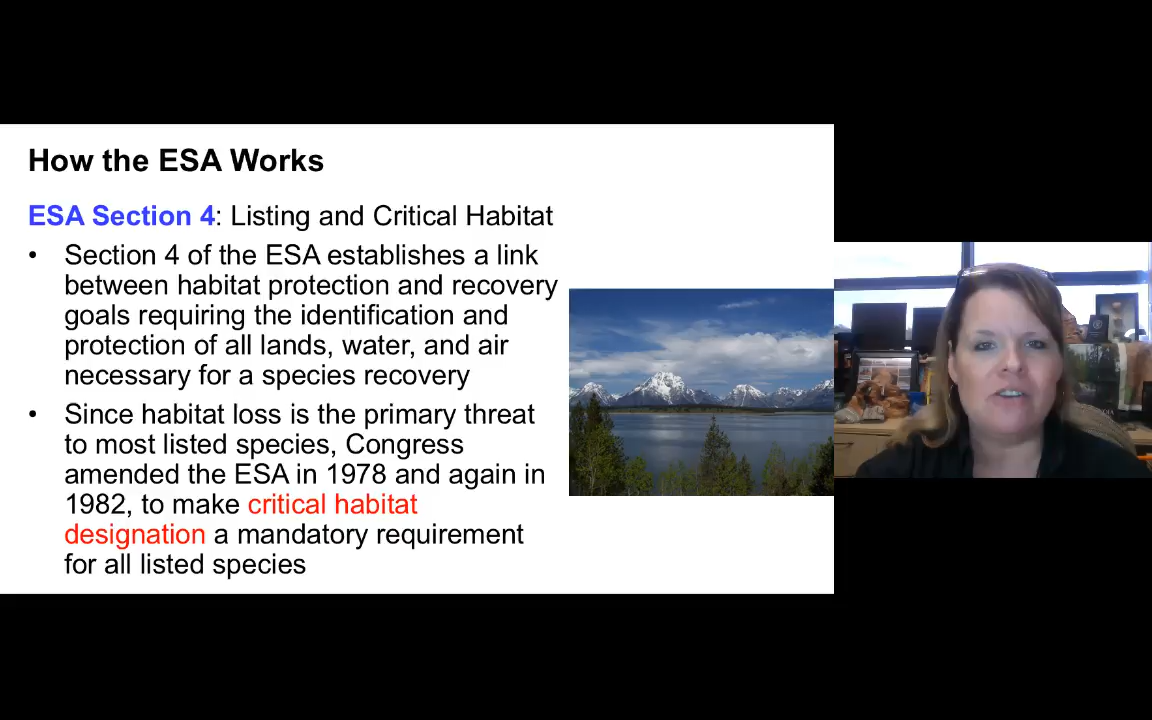 How the ESA Works
ESA Section 4: Listing and Critical Habitat
• Section 4 of the ESA establishes a link
between habitat protection and recovery
goals requiring the identification and
protection of all lands, water, and air
necessary for a species recovery
• Since habitat loss is the primary threat
to most listed species, Congress
amended the ESA in 1978 and again in
1982, to make critical habitat
designation a mandatory requirement
for all listed species